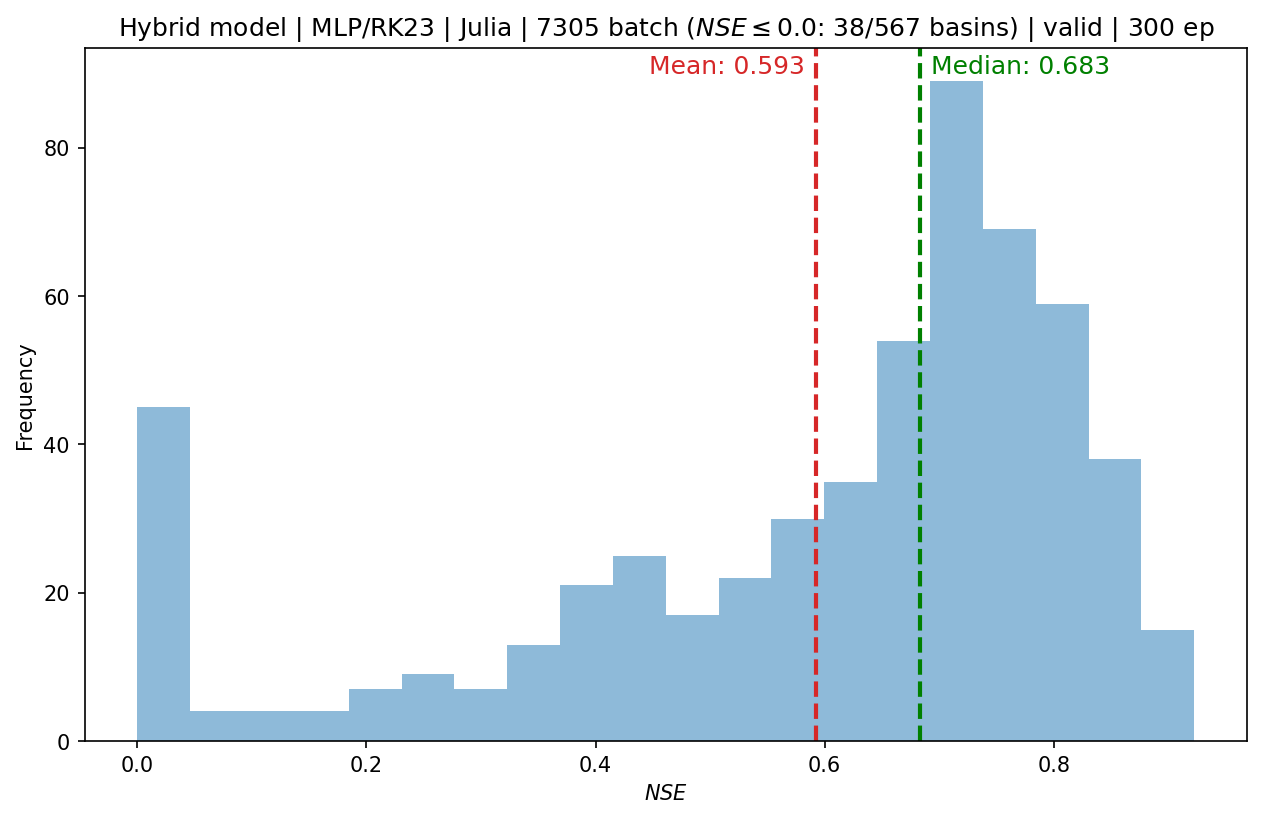 Hybrid model | MLP/RK23 | Julia | 7305 batch (NSE ≤ 0.0: 38/567 basins) | valid | 300 ep
Mean: 0.593
Median: 0.683
80
60
40
20
0
Frequency
0.0 0.2 0.4 0.6 0.8
NSE